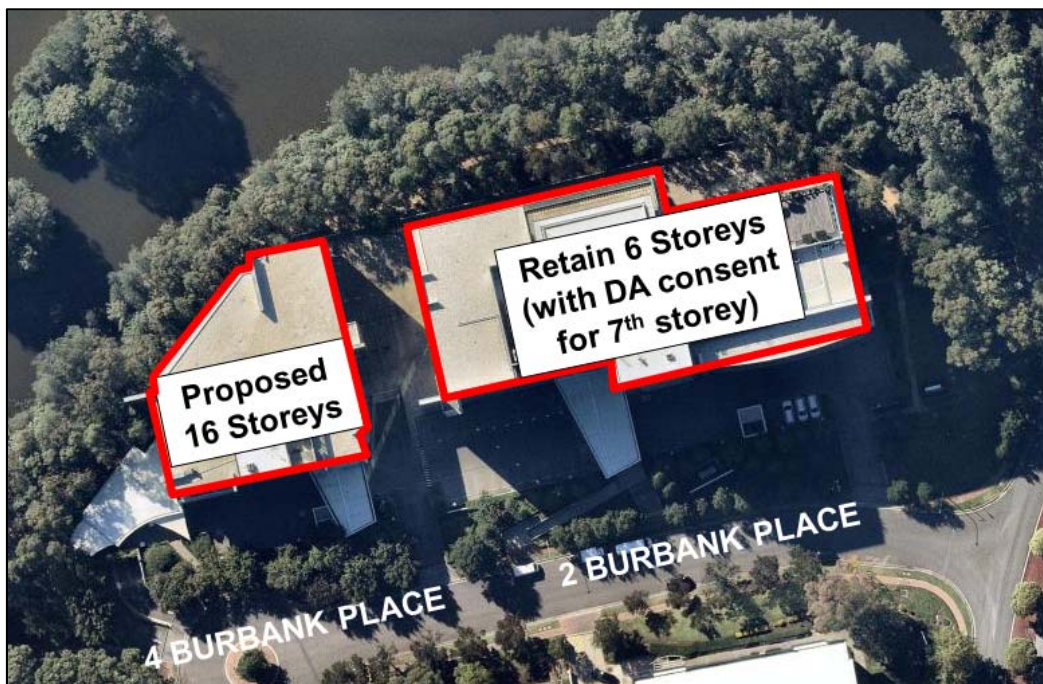 Proposed
16 Storeys
Retain 6 Storeys
(with DA consent
for 7th storey)
4 BURBANK PLACE
2 BURBANK PLACE